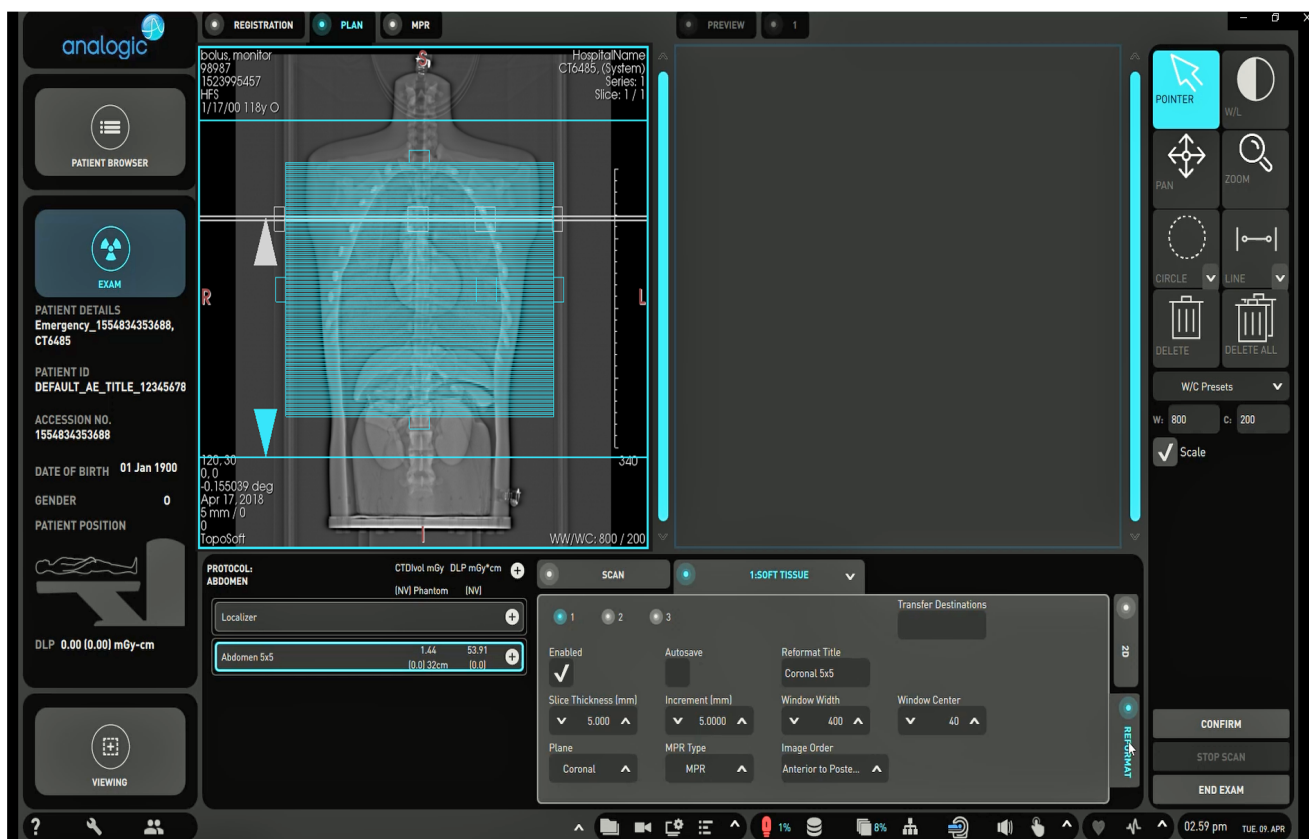 analogic
REGISTRATION
PLAN
MPR
PREVIEW
1
PATIENT BROWSER
EXAM
PATIENT DETAILS
Emergency_1554834353688,
CT6485
PATIENT ID
DEFAULT_AE_TITLE_12345678
ACCESSION NO.
1554834353688
DATE OF BIRTH 01 Jan 1900
GENDER O
PATIENT POSITION
DLP 0.00 (0.00) mGy-cm
VIEWING
bolus, monitor
98987
1523995457
HFS
1/17/00 118y O
HospitalName
CT6485, (System)
Series: 1
Slice: 1 / 1
S
R
L
I
120, 30
0, 0
-0.155039 deg
Apr 17, 2018
5 mm / 0
0
TopoSoft
340
WW/WC: 800 / 200
PROTOCOL:
ABDOMEN
CTDIvol mGy DLP mGy*cm
(NV) Phantom (NV)
Localizer
Abdomen 5x5
1.44 53.91
(0.0) 32cm (0.0)
SCAN
1:SOFT TISSUE
1 2 3
Transfer Destinations
Enabled
Autosave
Reformat Title
Coronal 5x5
Slice Thickness (mm)
Increment (mm)
Window Width
Window Center
5.000
5.0000
400
40
Plane
MPR Type
Image Order
Coronal
MPR
Anterior to Poste...
2D
REFORMAT
POINTER
W/L
PAN
ZOOM
CIRCLE
LINE
DELETE
DELETE ALL
W/C Presets
W: 800 C: 200
Scale
CONFIRM
STOP SCAN
END EXAM
?
1%
8%
02.59 pm TUE. 09. APR